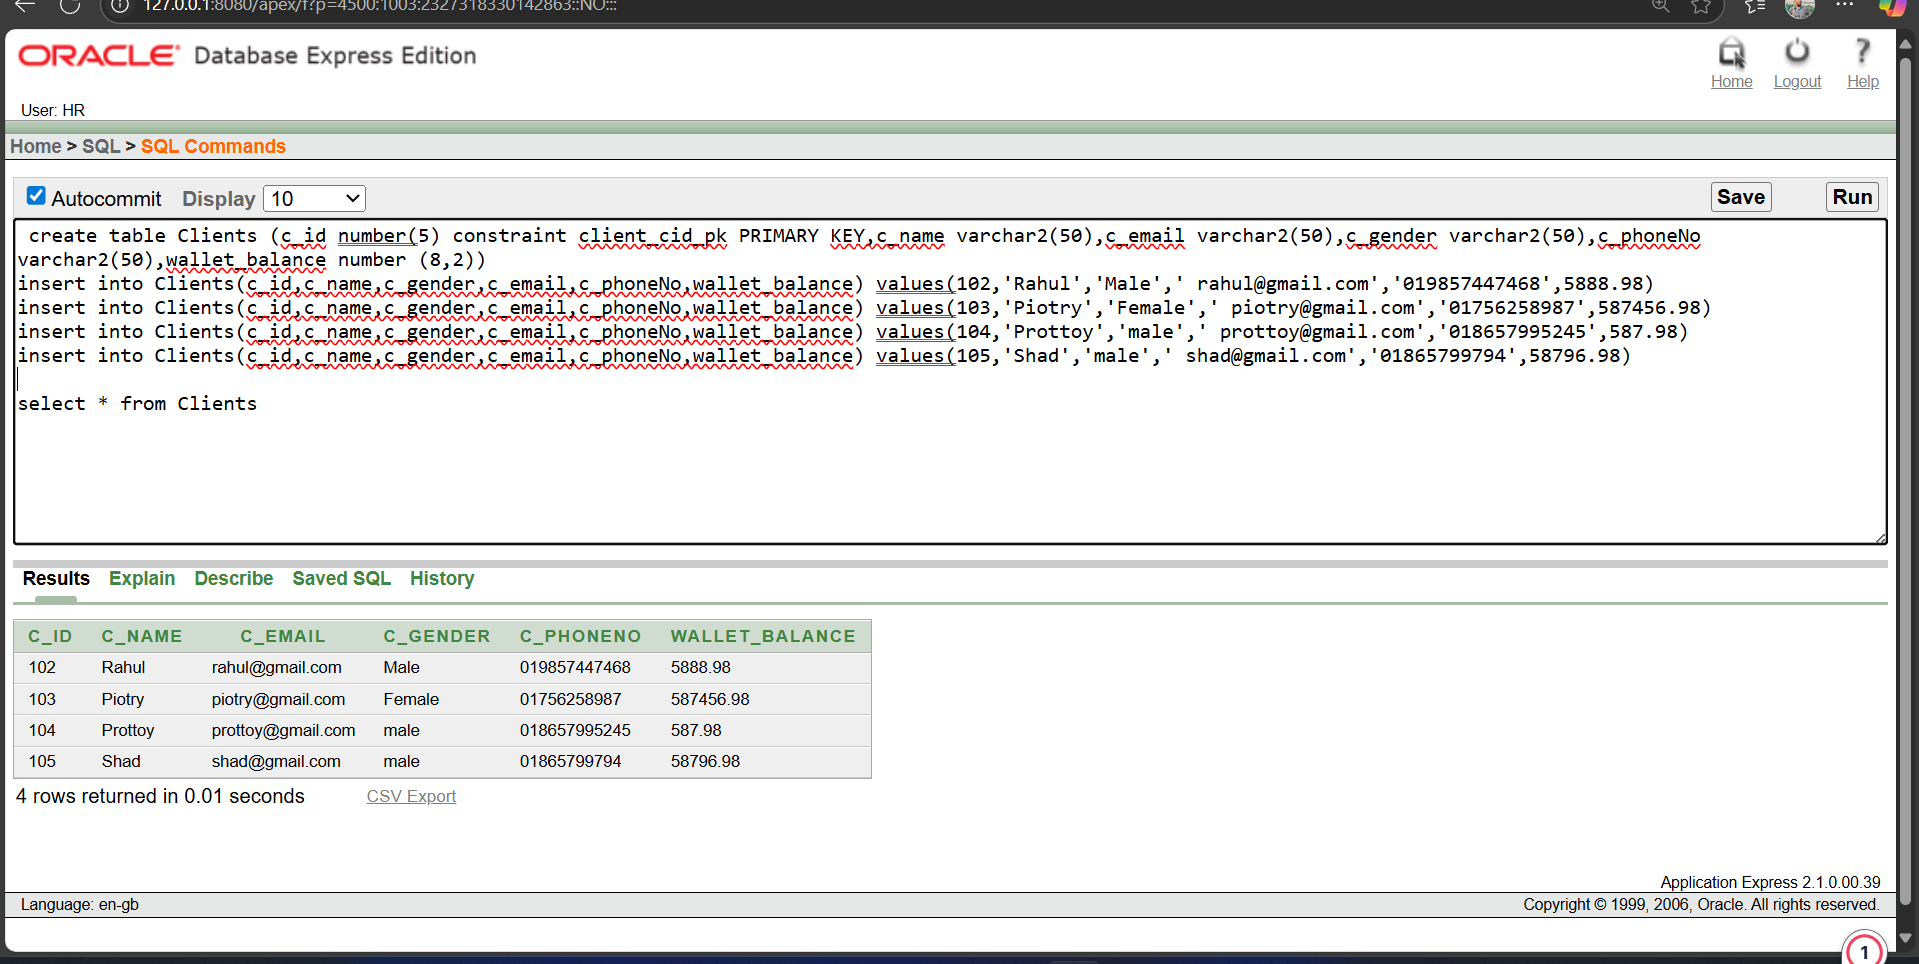 127.0.0.1:8080/apex/f?p=4500:1003:2327318330142863::NO:::
ORACLE Database Express Edition
Home Logout Help
User: HR
Home > SQL > SQL Commands
Autocommit Display 10 Save Run
create table Clients (c_id number(5) constraint client_cid_pk PRIMARY KEY,c_name varchar2(50),c_email varchar2(50),c_gender varchar2(50),c_phoneNo
varchar2(50),wallet_balance number (8,2))
insert into Clients(c_id,c_name,c_gender,c_email,c_phoneNo,wallet_balance) values(102,'Rahul','Male',' rahul@gmail.com','019857447468',5888.98)
insert into Clients(c_id,c_name,c_gender,c_email,c_phoneNo,wallet_balance) values(103,'Piotry','Female',' piotry@gmail.com','01756258987',587456.98)
insert into Clients(c_id,c_name,c_gender,c_email,c_phoneNo,wallet_balance) values(104,'Prottoy','male',' prottoy@gmail.com','018657995245',587.98)
insert into Clients(c_id,c_name,c_gender,c_email,c_phoneNo,wallet_balance) values(105,'Shad','male',' shad@gmail.com','01865799794',58796.98)
select * from Clients
Results Explain Describe Saved SQL History
C_ID C_NAME C_EMAIL C_GENDER C_PHONENO WALLET_BALANCE
102 Rahul rahul@gmail.com Male 019857447468 5888.98
103 Piotry piotry@gmail.com Female 01756258987 587456.98
104 Prottoy prottoy@gmail.com male 018657995245 587.98
105 Shad shad@gmail.com male 01865799794 58796.98
4 rows returned in 0.01 seconds CSV Export
Application Express 2.1.0.00.39
Language: en-gb Copyright © 1999, 2006, Oracle. All rights reserved.
1